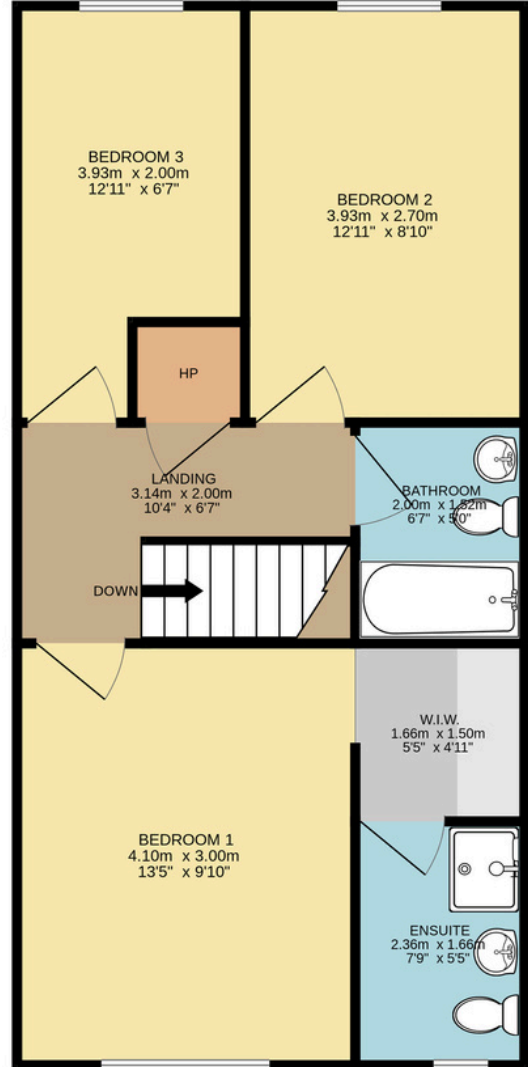 BEDROOM 3
3.93m x 2.00m
12'11" x 6'7"
BEDROOM 2
3.93m x 2.70m
12'11" x 8'10"
HP
LANDING
3.14m x 2.00m
10'4" x 6'7"
BATHROOM
2.00m x 1.52m
6'7" x 5'0"
DOWN
W.I.W.
1.66m x 1.50m
5'5" x 4'11"
BEDROOM 1
4.10m x 3.00m
13'5" x 9'10"
ENSUITE
2.36m x 1.66m
7'9" x 5'5"